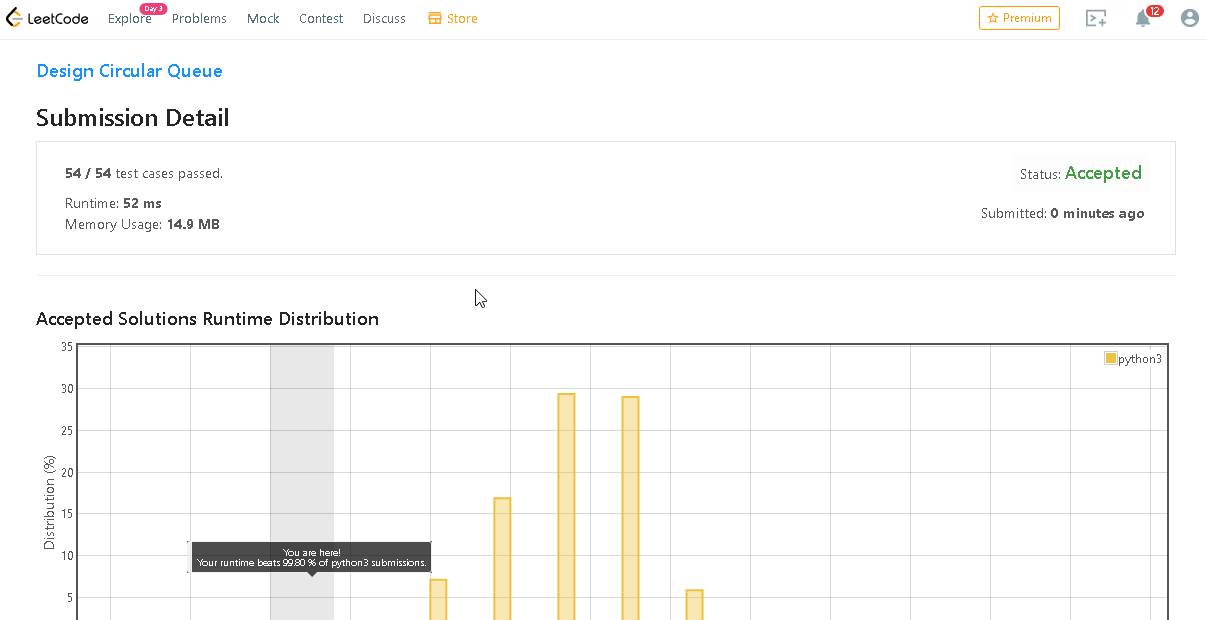 LeetCode Explore Day 3 Problems Mock Contest Discuss Store Premium 12
Design Circular Queue
Submission Detail
54 / 54 test cases passed.
Status: Accepted
Runtime: 52 ms
Submitted: 0 minutes ago
Memory Usage: 14.9 MB
Accepted Solutions Runtime Distribution
35
python3
30
25
20
15
10
5
Distribution (%)
You are here!
Your runtime beats 99.80 % of python3 submissions.